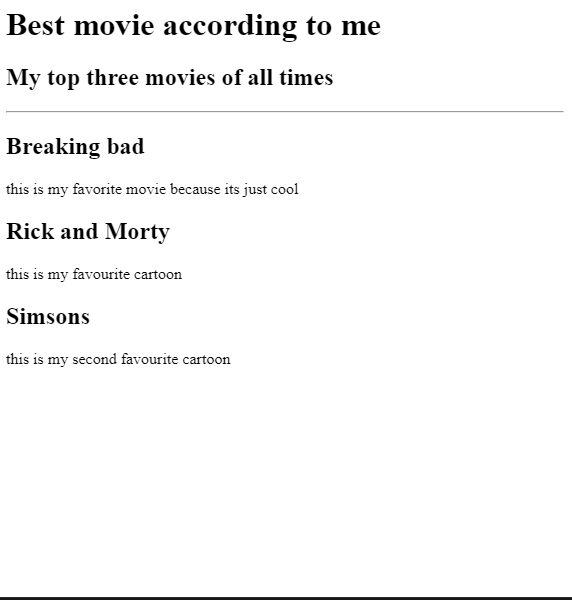 Best movie according to me
My top three movies of all times
Breaking bad
this is my favorite movie because its just cool
Rick and Morty
this is my favourite cartoon
Simsons
this is my second favourite cartoon